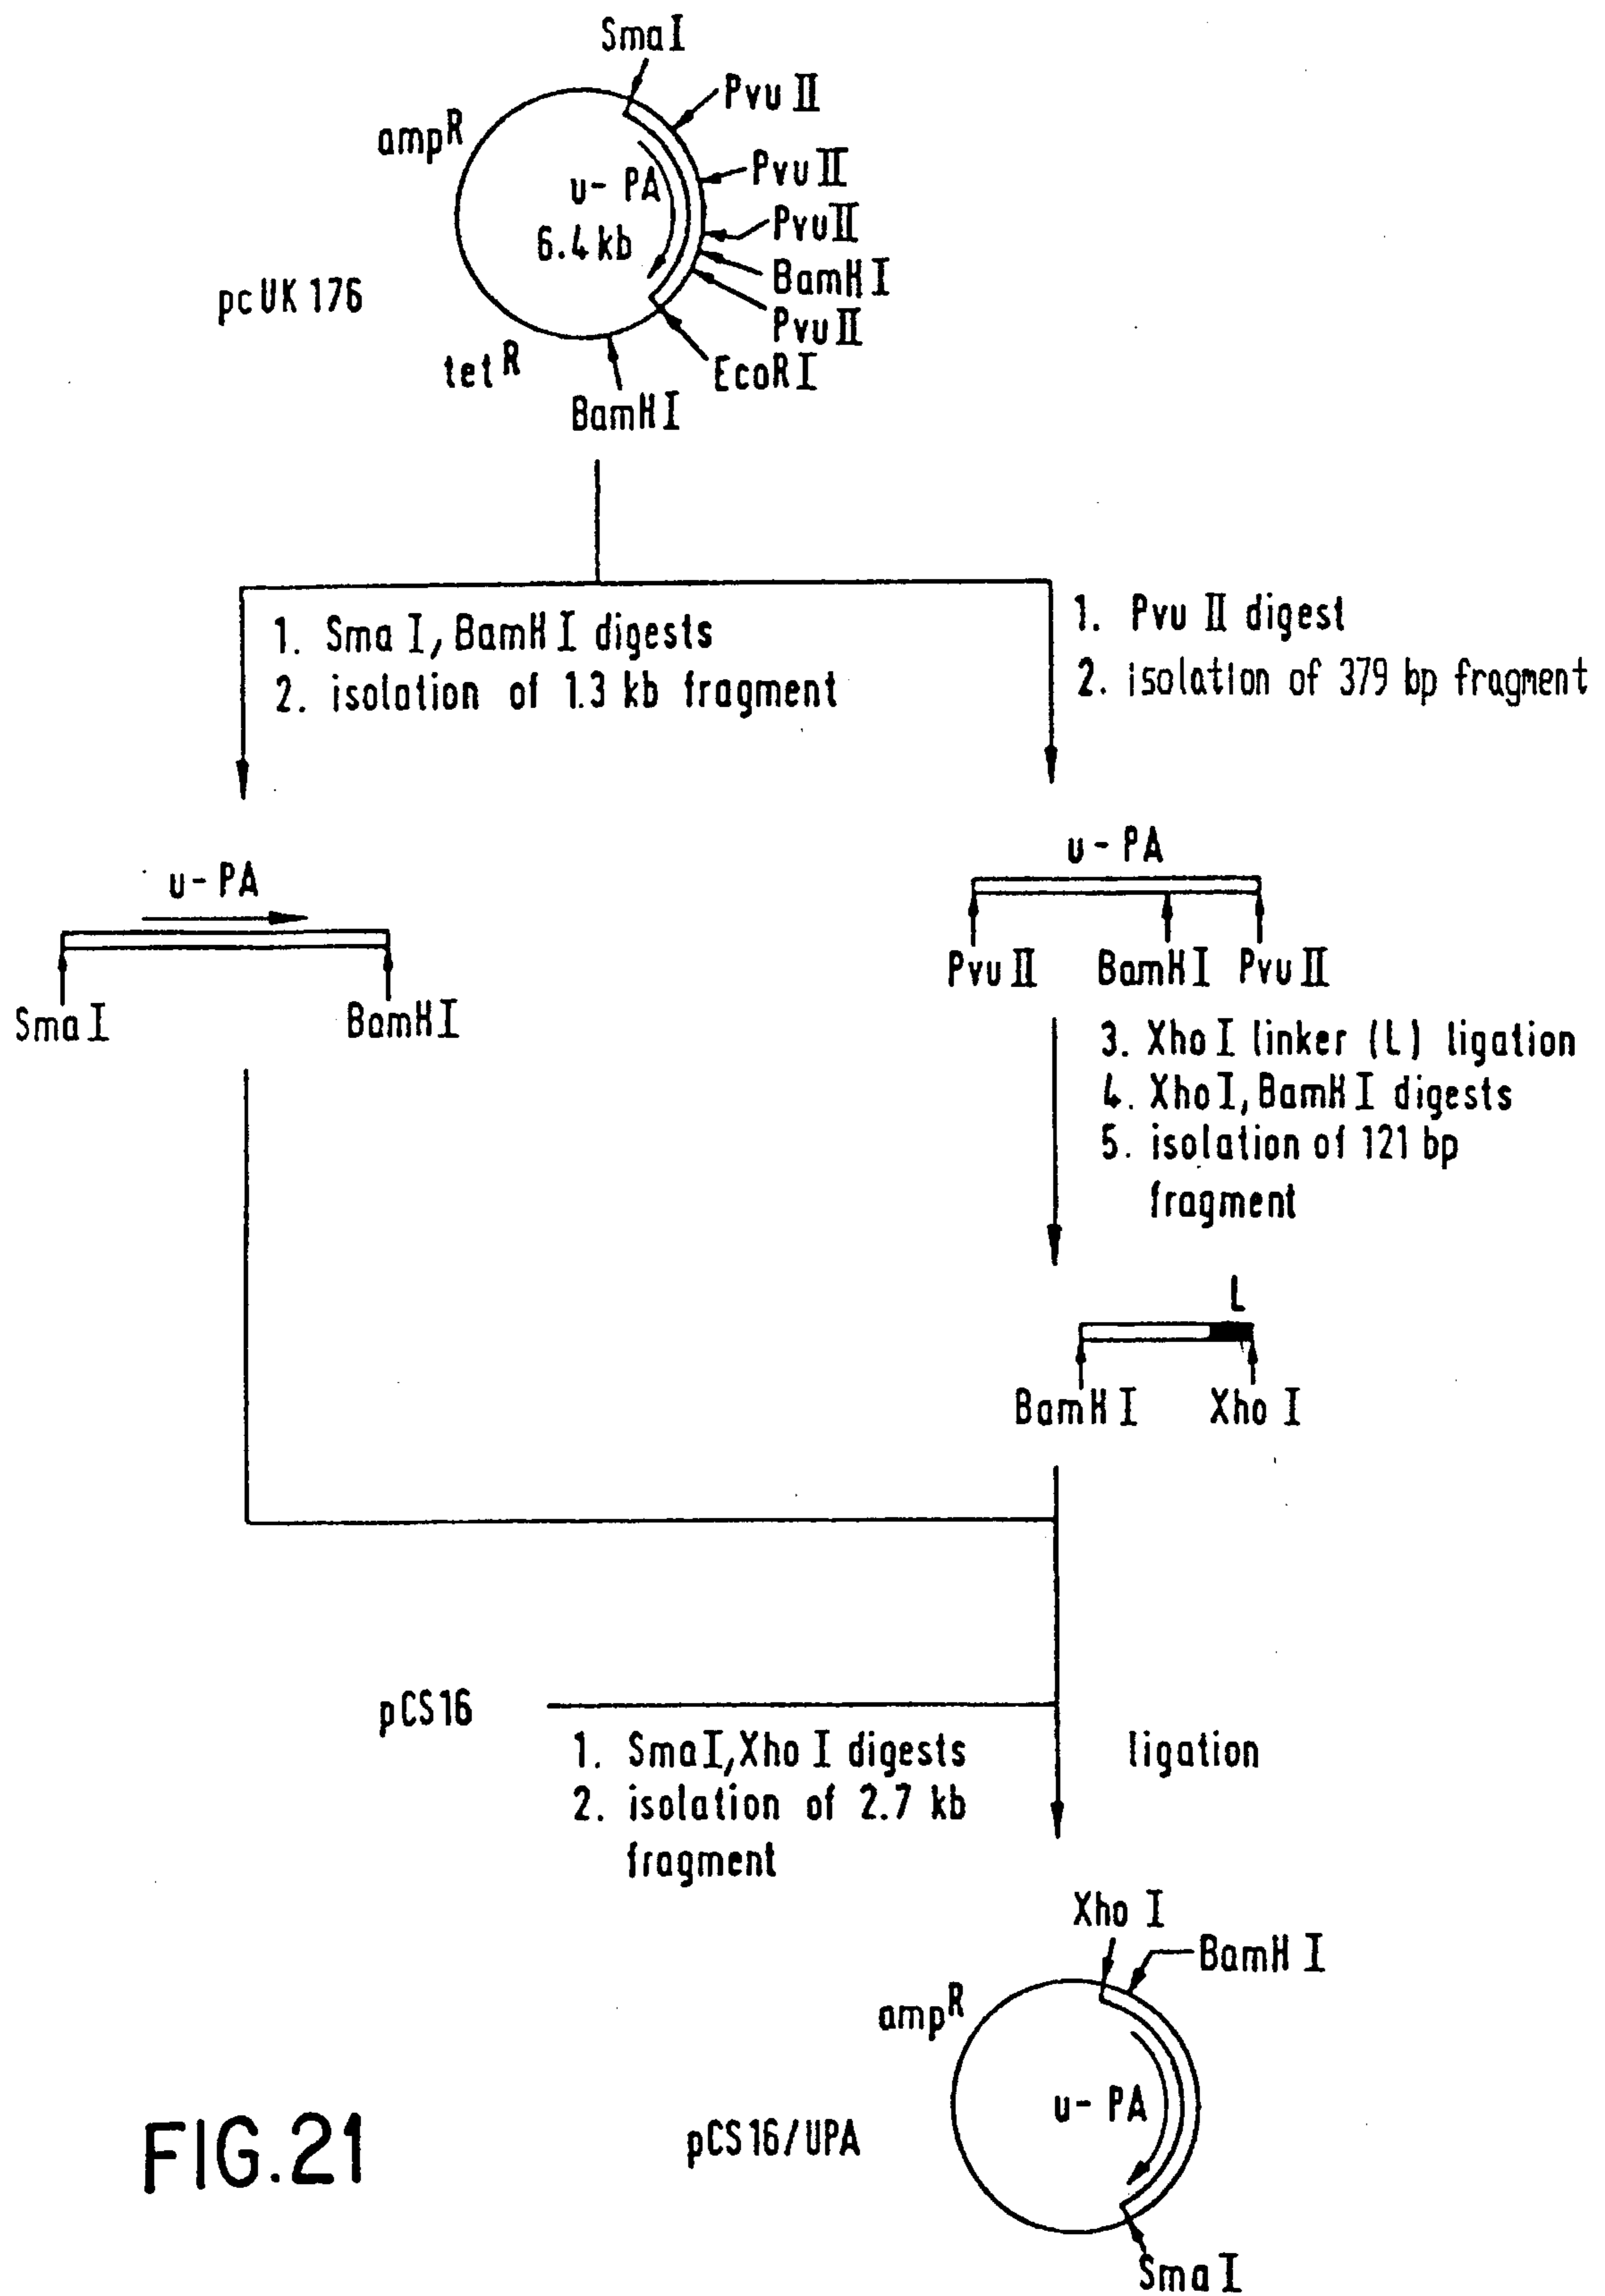 Sma I
Pvu II
amp^R
Pvu II
u- PA
Pvu II
6.4 kb
BamH I
pcUK 176
Pvu II
tet^R
EcoR I
BamH I
1. Sma I, BamH I digests
2. isolation of 1.3 kb fragment
1. Pvu II digest
2. isolation of 379 bp fragment
u- PA
Sma I
BamH I
u - PA
Pvu II
BamH I
Pvu II
3. Xho I linker (L) ligation
4. Xho I, BamH I digests
5. isolation of 121 bp
fragment
L
BamH I
Xho I
pCS16
1. Sma I, Xho I digests
2. isolation of 2.7 kb
fragment
ligation
Xho I
BamH I
amp^R
u- PA
pCS16/UPA
Sma I
FIG.21